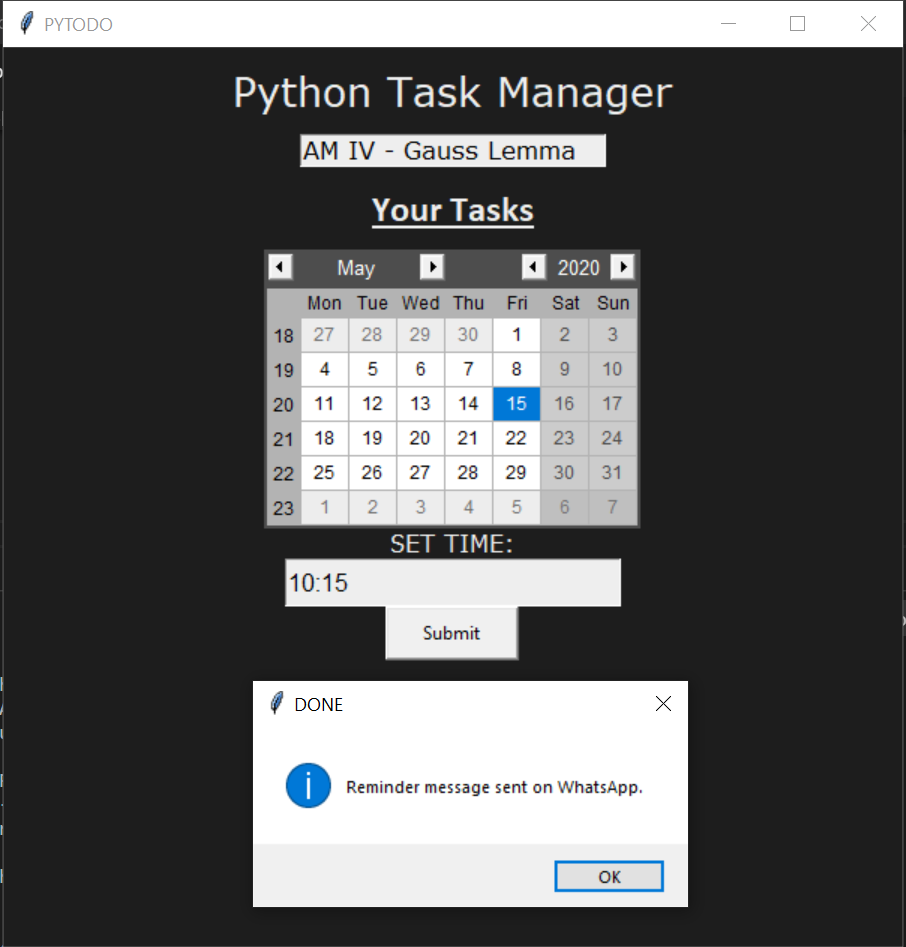 PYTODO
Python Task Manager
AM IV - Gauss Lemma
Your Tasks
May 2020
Mon Tue Wed Thu Fri Sat Sun
18 27 28 29 30 1 2 3
19 4 5 6 7 8 9 10
20 11 12 13 14 15 16 17
21 18 19 20 21 22 23 24
22 25 26 27 28 29 30 31
23 1 2 3 4 5 6 7
SET TIME:
10:15
Submit
DONE
Reminder message sent on WhatsApp.
OK